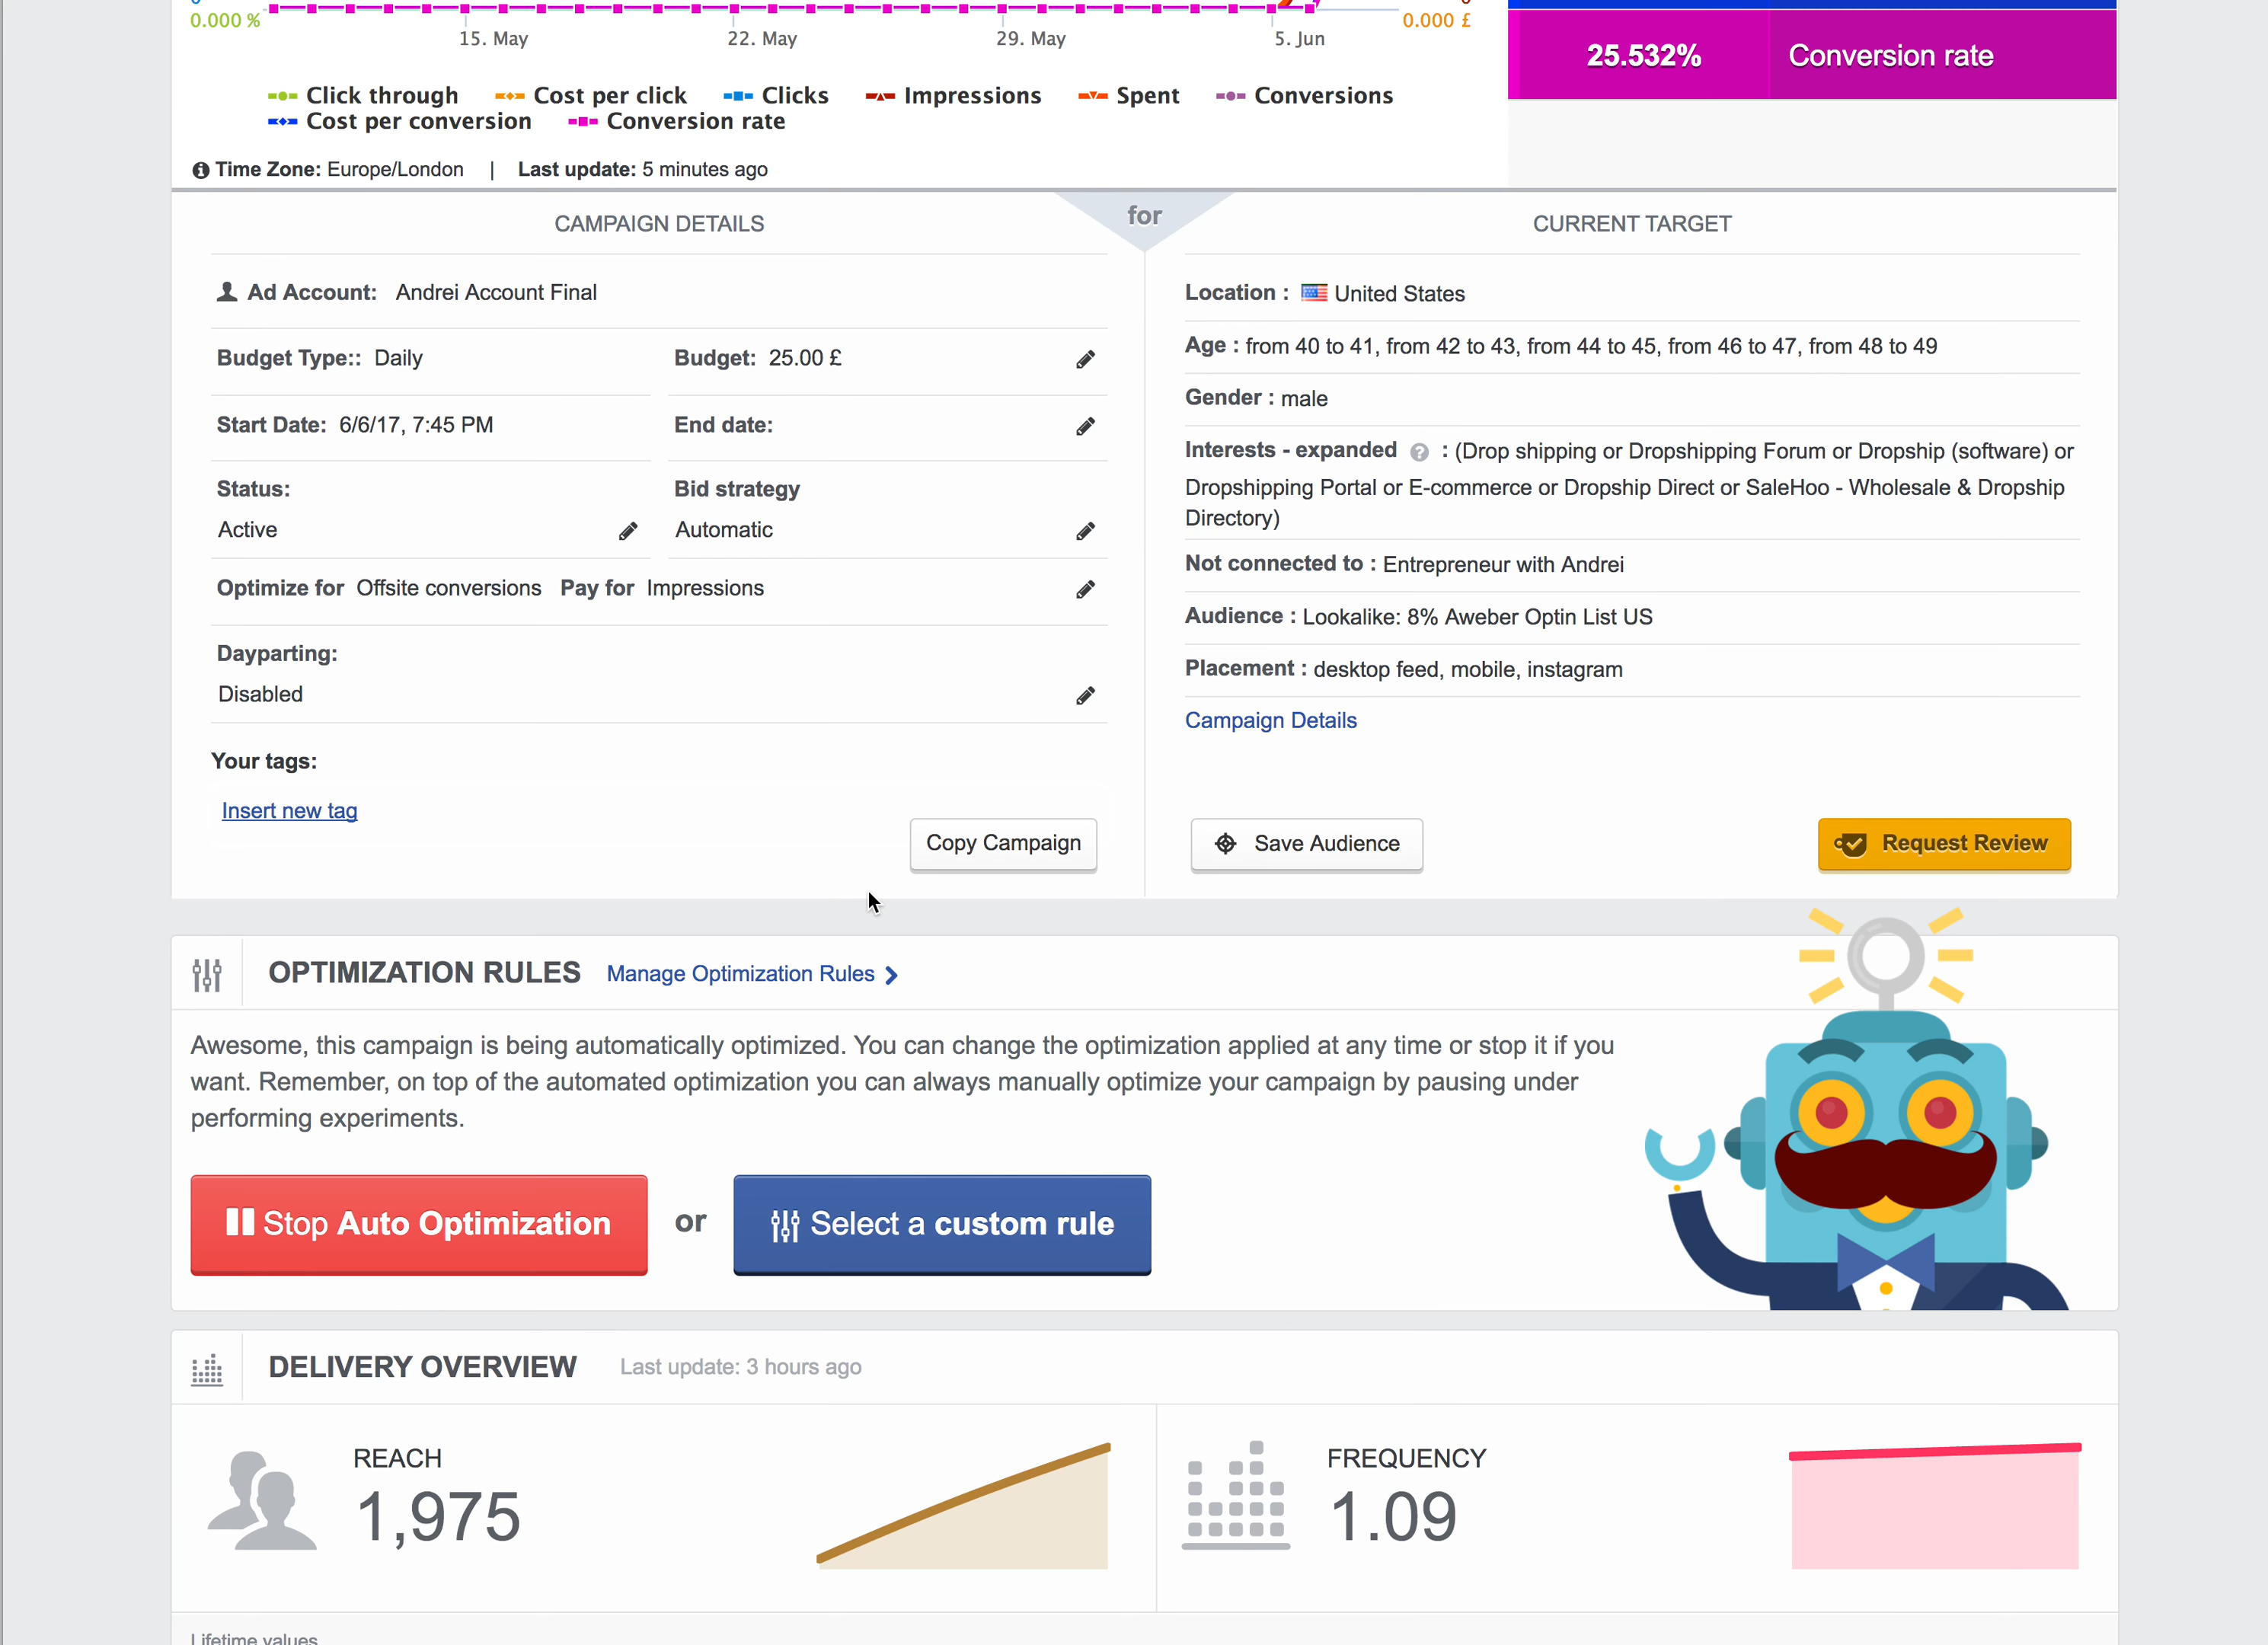 0.000 %
0.000 £
15. May 22. May 29. May 5. Jun
25.532% Conversion rate
Click through Cost per click Clicks Impressions Spent Conversions
Cost per conversion Conversion rate
Time Zone: Europe/London | Last update: 5 minutes ago
for
CAMPAIGN DETAILS
Ad Account: Andrei Account Final
Budget Type:: Daily Budget: 25.00 £
Start Date: 6/6/17, 7:45 PM End date:
Status: Bid strategy
Active Automatic
Optimize for Offsite conversions Pay for Impressions
Dayparting:
Disabled
Your tags:
Insert new tag
Copy Campaign
CURRENT TARGET
Location : United States
Age : from 40 to 41, from 42 to 43, from 44 to 45, from 46 to 47, from 48 to 49
Gender : male
Interests - expanded ? : (Drop shipping or Dropshipping Forum or Dropship (software) or
Dropshipping Portal or E-commerce or Dropship Direct or SaleHoo - Wholesale & Dropship
Directory)
Not connected to : Entrepreneur with Andrei
Audience : Lookalike: 8% Aweber Optin List US
Placement : desktop feed, mobile, instagram
Campaign Details
Save Audience
Request Review
OPTIMIZATION RULES Manage Optimization Rules
Awesome, this campaign is being automatically optimized. You can change the optimization applied at any time or stop it if you
want. Remember, on top of the automated optimization you can always manually optimize your campaign by pausing under
performing experiments.
Stop Auto Optimization or Select a custom rule
DELIVERY OVERVIEW Last update: 3 hours ago
REACH
1,975
FREQUENCY
1.09
Lifetime values